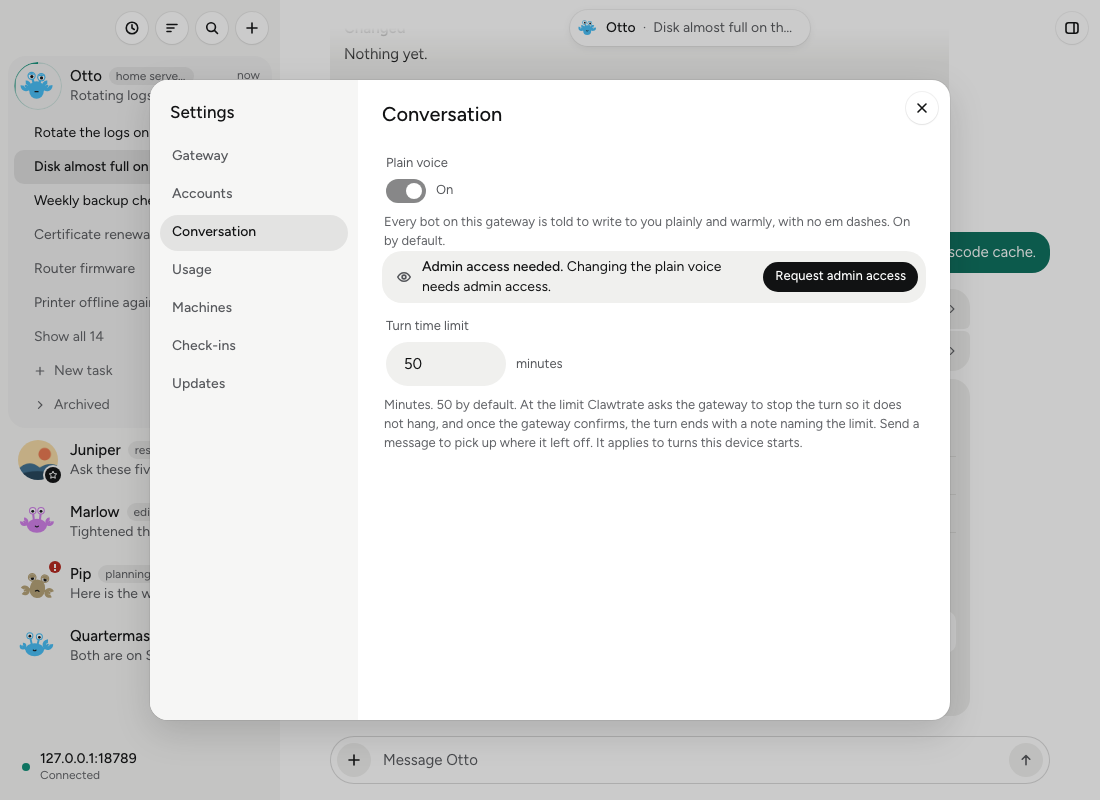 Otto · Disk almost full on th...
Changed
Nothing yet.
Otto home serve... now
Rotating logs
Rotate the logs on
Disk almost full on
Weekly backup che
Certificate renewa
Router firmware
Printer offline again
Show all 14
New task
Archived
Juniper res
Ask these fiv
Marlow edi
Tightened th
Pip planning
Here is the w
Quartermas
Both are on S
127.0.0.1:18789
Connected
Settings
Gateway
Accounts
Conversation
Usage
Machines
Check-ins
Updates
Conversation
Plain voice
On
Every bot on this gateway is told to write to you plainly and warmly, with no em dashes. On
by default.
Admin access needed. Changing the plain voice
needs admin access.
Request admin access
Turn time limit
50 minutes
Minutes. 50 by default. At the limit Clawtrate asks the gateway to stop the turn so it does
not hang, and once the gateway confirms, the turn ends with a note naming the limit. Send a
message to pick up where it left off. It applies to turns this device starts.
scode cache.
Message Otto